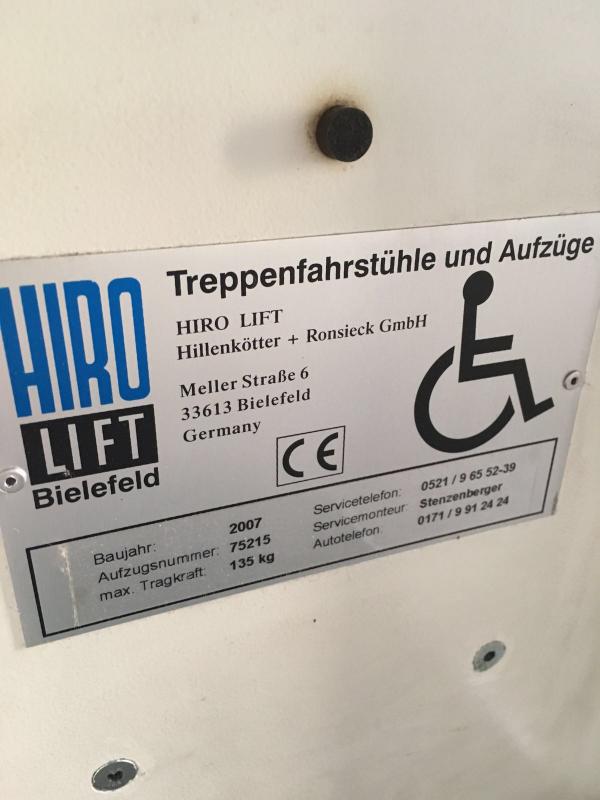 HIRO
LIFT
Bielefeld
Treppenfahrstühle und Aufzüge
HIRO LIFT
Hillenkötter + Ronsieck GmbH
Meller Straße 6
33613 Bielefeld
Germany
CE
Baujahr: 2007
Aufzugsnummer: 75215
max. Tragkraft: 135 kg
Servicetelefon: 0521 / 9 65 52-39
Servicemonteur: Stenzenberger
Autotelefon: 0171 / 9 91 24 24